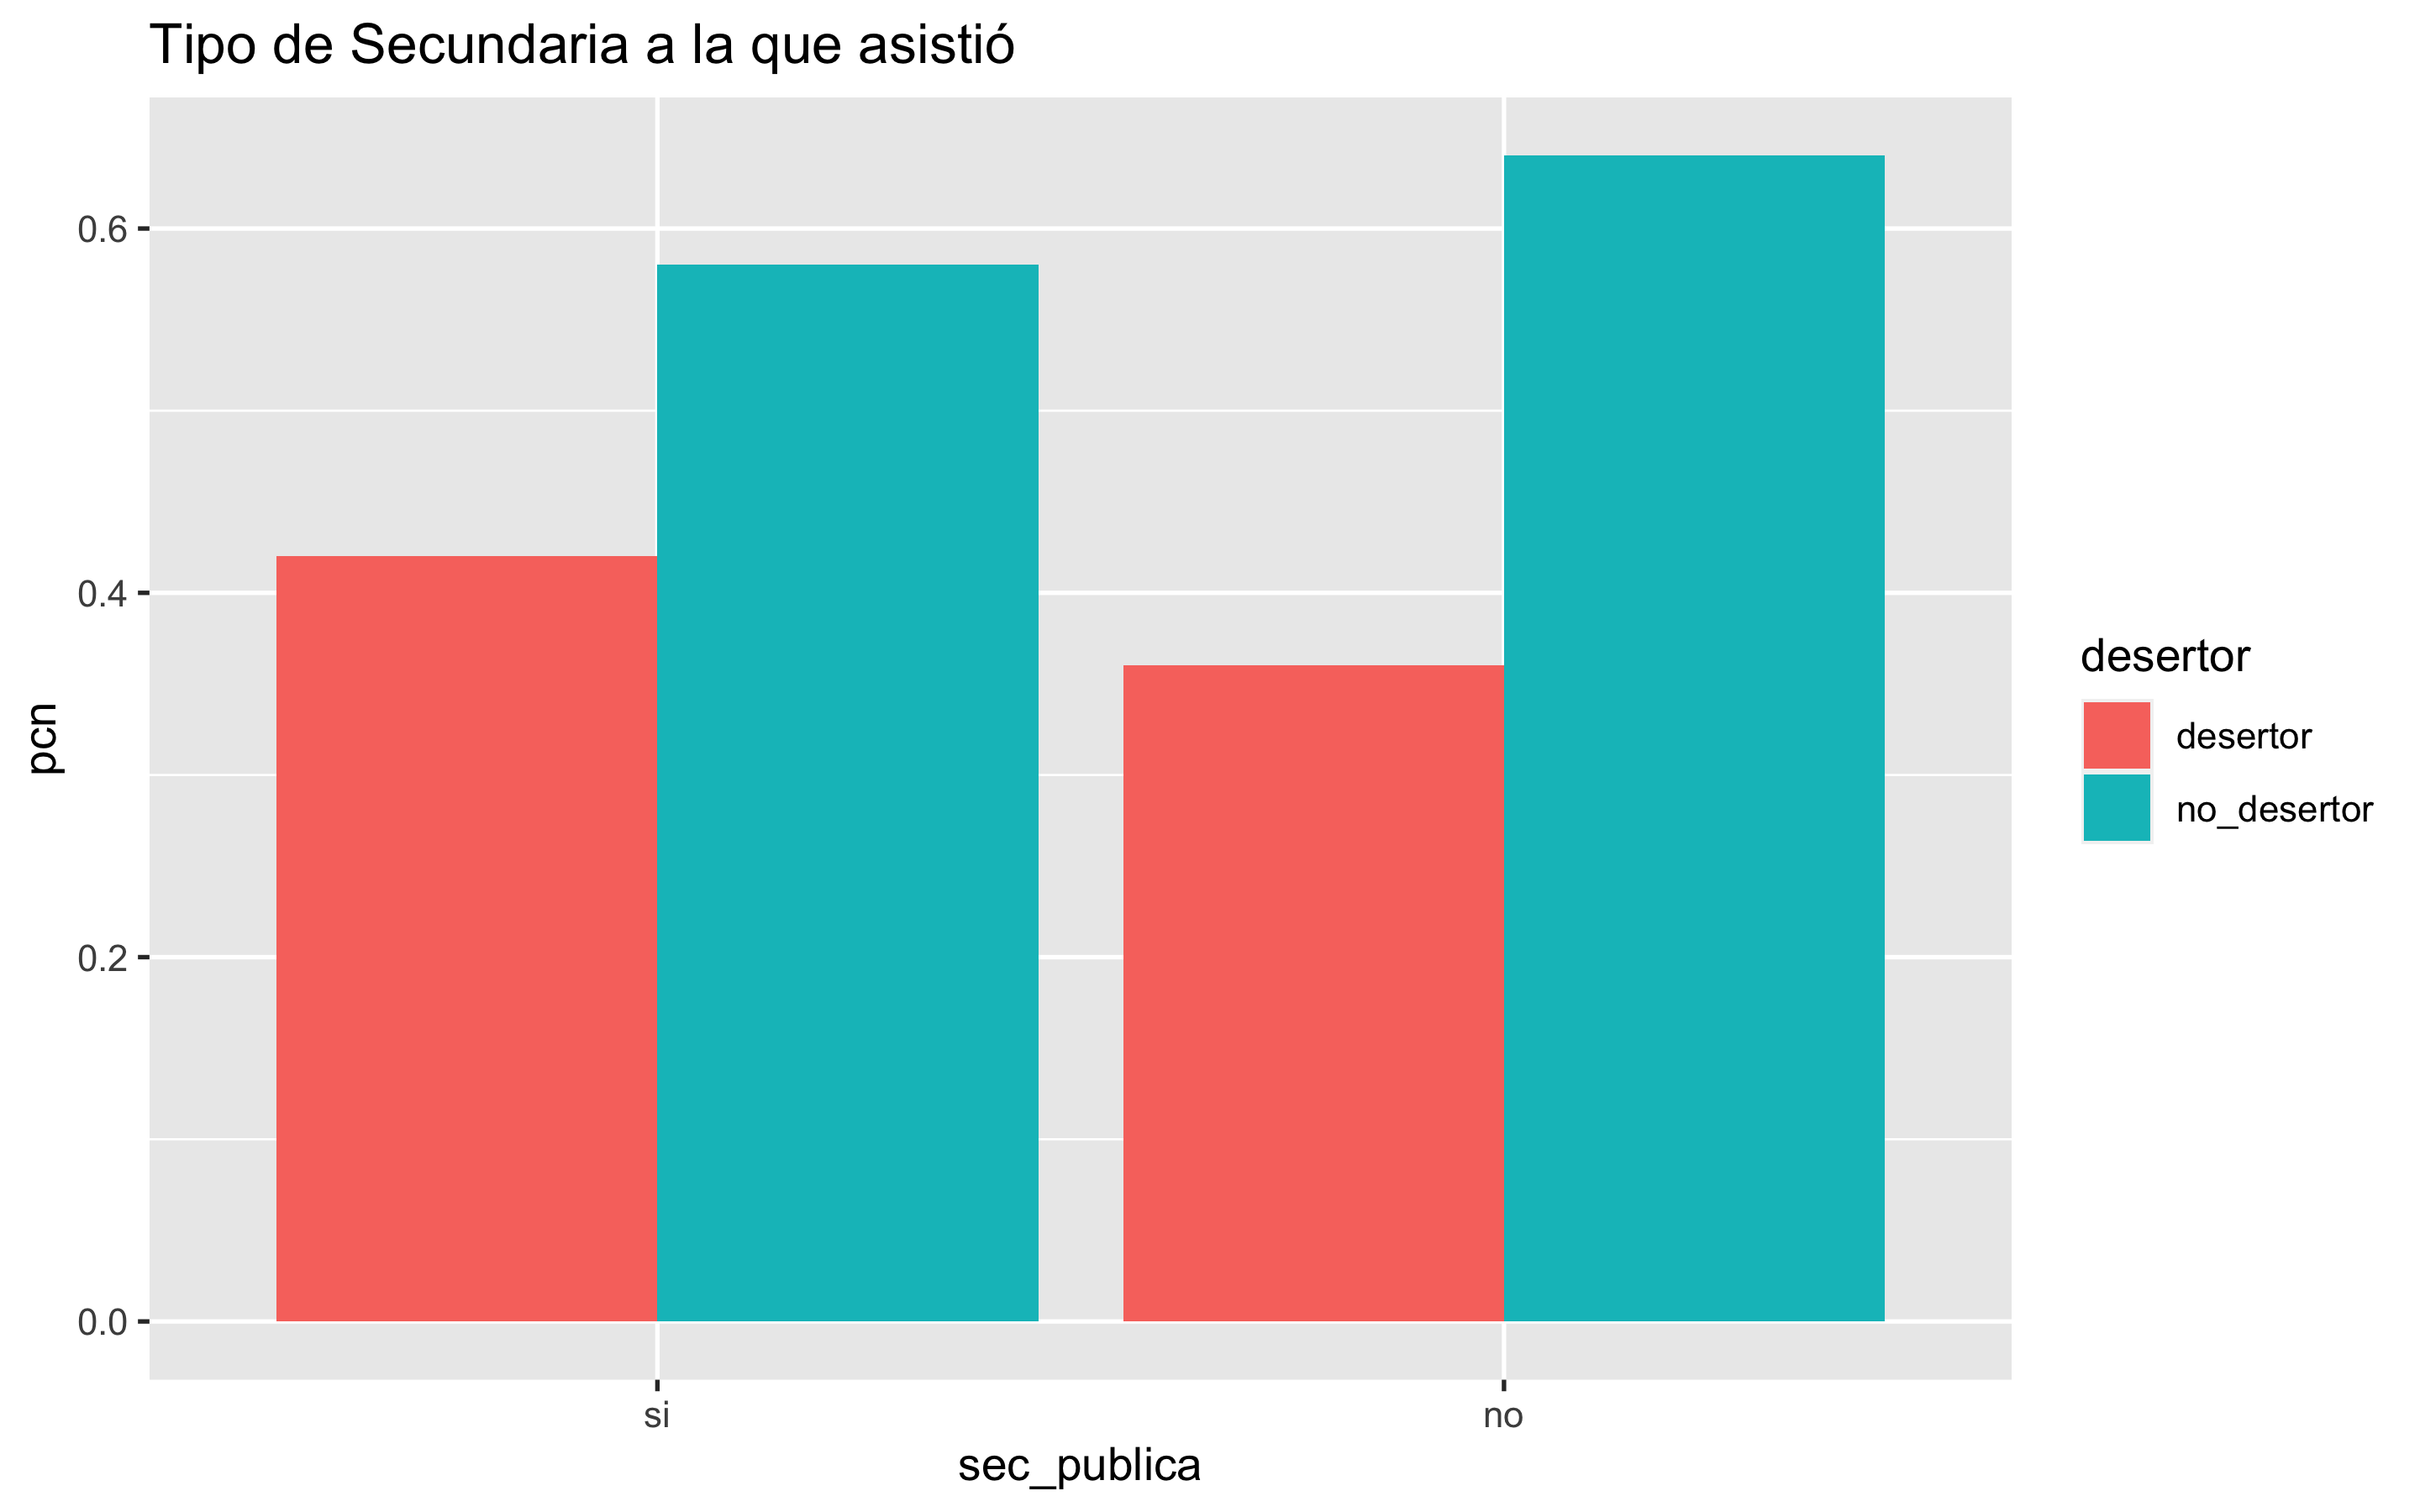 Tipo de Secundaria a la que asistió
0.6
0.4
0.2
0.0
pcn
si
no
sec_publica
desertor
desertor
no_desertor